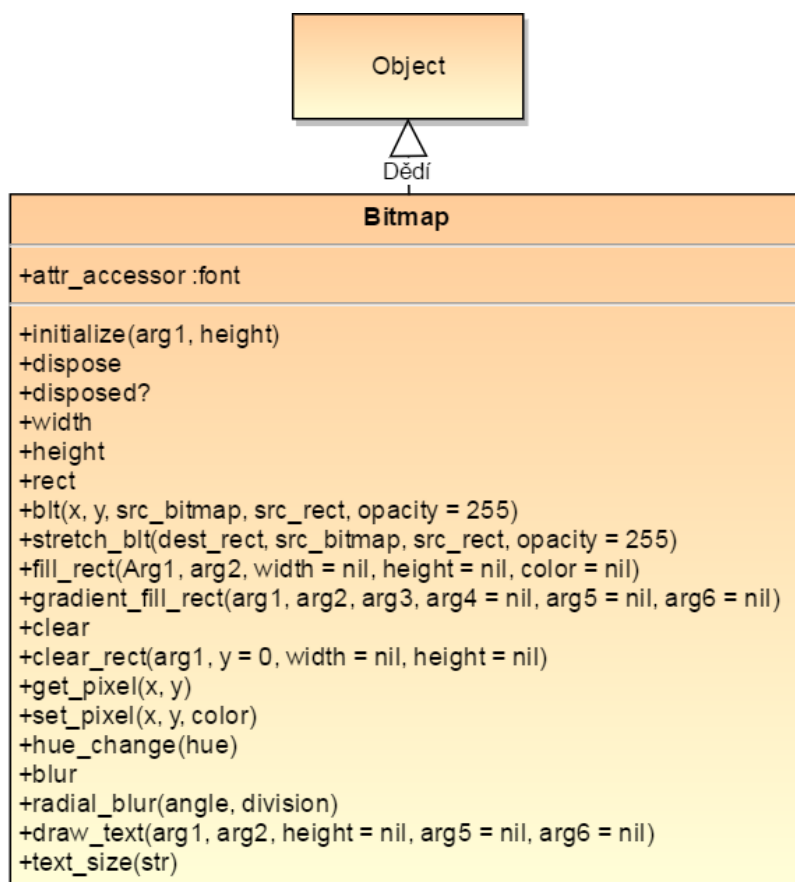 Object
Dědí
Bitmap
+attr_accessor :font
+initialize(arg1, height)
+dispose
+disposed?
+width
+height
+rect
+blt(x, y, src_bitmap, src_rect, opacity = 255)
+stretch_blt(dest_rect, src_bitmap, src_rect, opacity = 255)
+fill_rect(Arg1, arg2, width = nil, height = nil, color = nil)
+gradient_fill_rect(arg1, arg2, arg3, arg4 = nil, arg5 = nil, arg6 = nil)
+clear
+clear_rect(arg1, y = 0, width = nil, height = nil)
+get_pixel(x, y)
+set_pixel(x, y, color)
+hue_change(hue)
+blur
+radial_blur(angle, division)
+draw_text(arg1, arg2, height = nil, arg5 = nil, arg6 = nil)
+text_size(str)